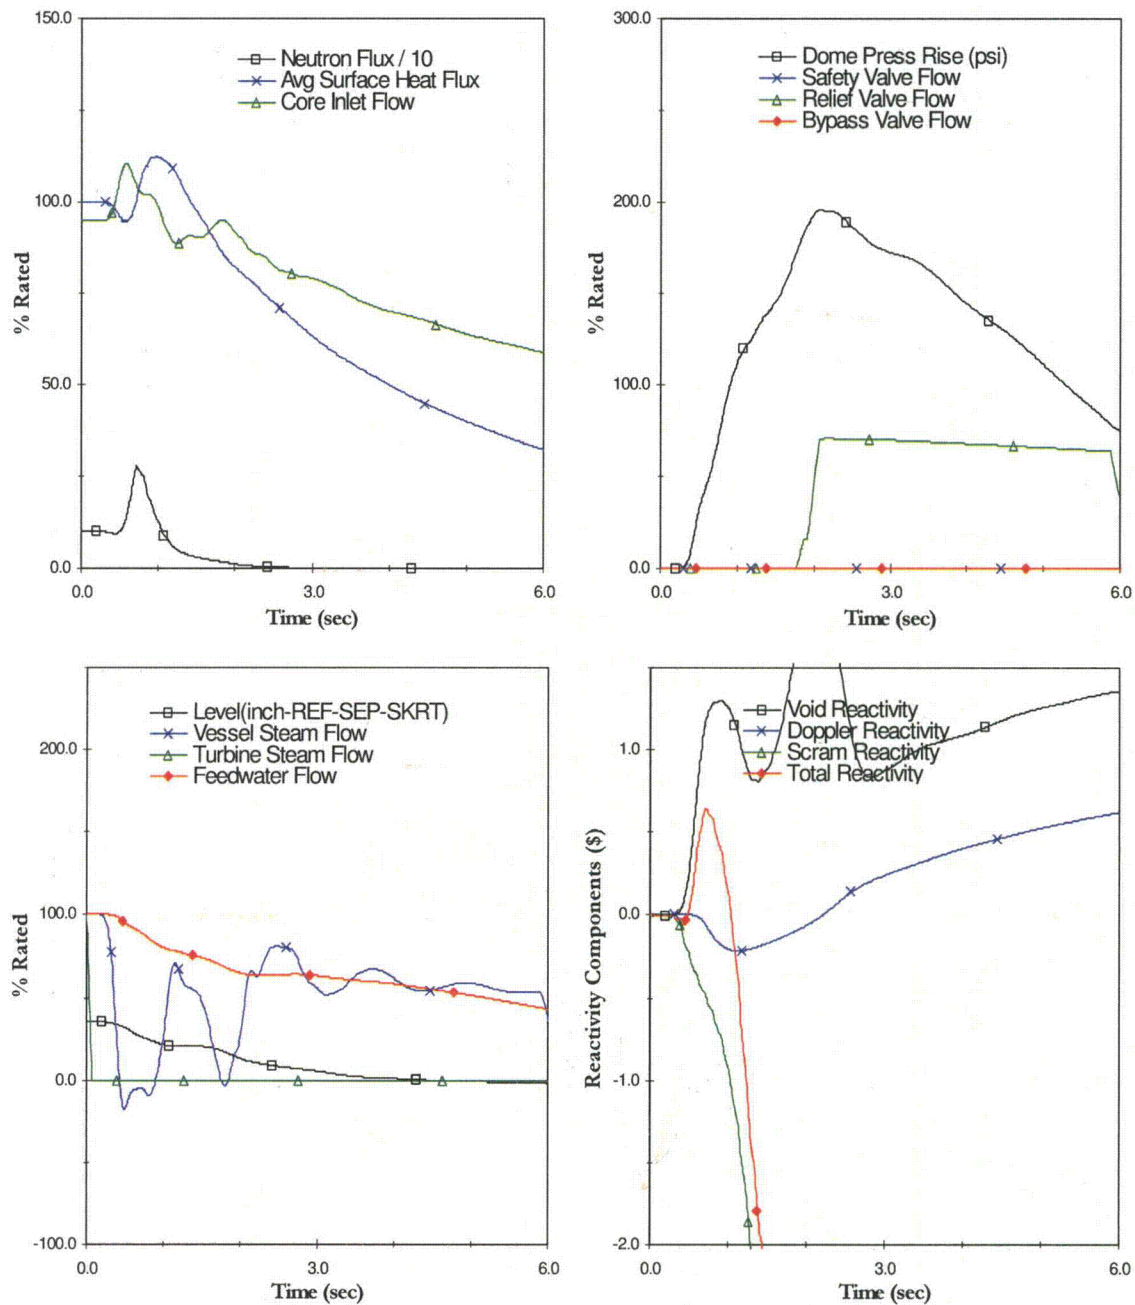 150.0
Neutron Flux / 10
Avg Surface Heat Flux
Core Inlet Flow
100.0
% Rated
50.0
0.0
0.0
3.0
6.0
Time (sec)
300.0
Dome Press Rise (psi)
Safety Valve Flow
Relief Valve Flow
Bypass Valve Flow
200.0
% Rated
100.0
0.0
0.0
3.0
6.0
Time (sec)
Level(inch-REF-SEP-SKRT)
Vessel Steam Flow
Turbine Steam Flow
Feedwater Flow
200.0
100.0
% Rated
0.0
-100.0
0.0
3.0
6.0
Time (sec)
Void Reactivity
Doppler Reactivity
Scram Reactivity
Total Reactivity
1.0
0.0
Reactivity Components ($)
-1.0
-2.0
0.0
3.0
6.0
Time (sec)